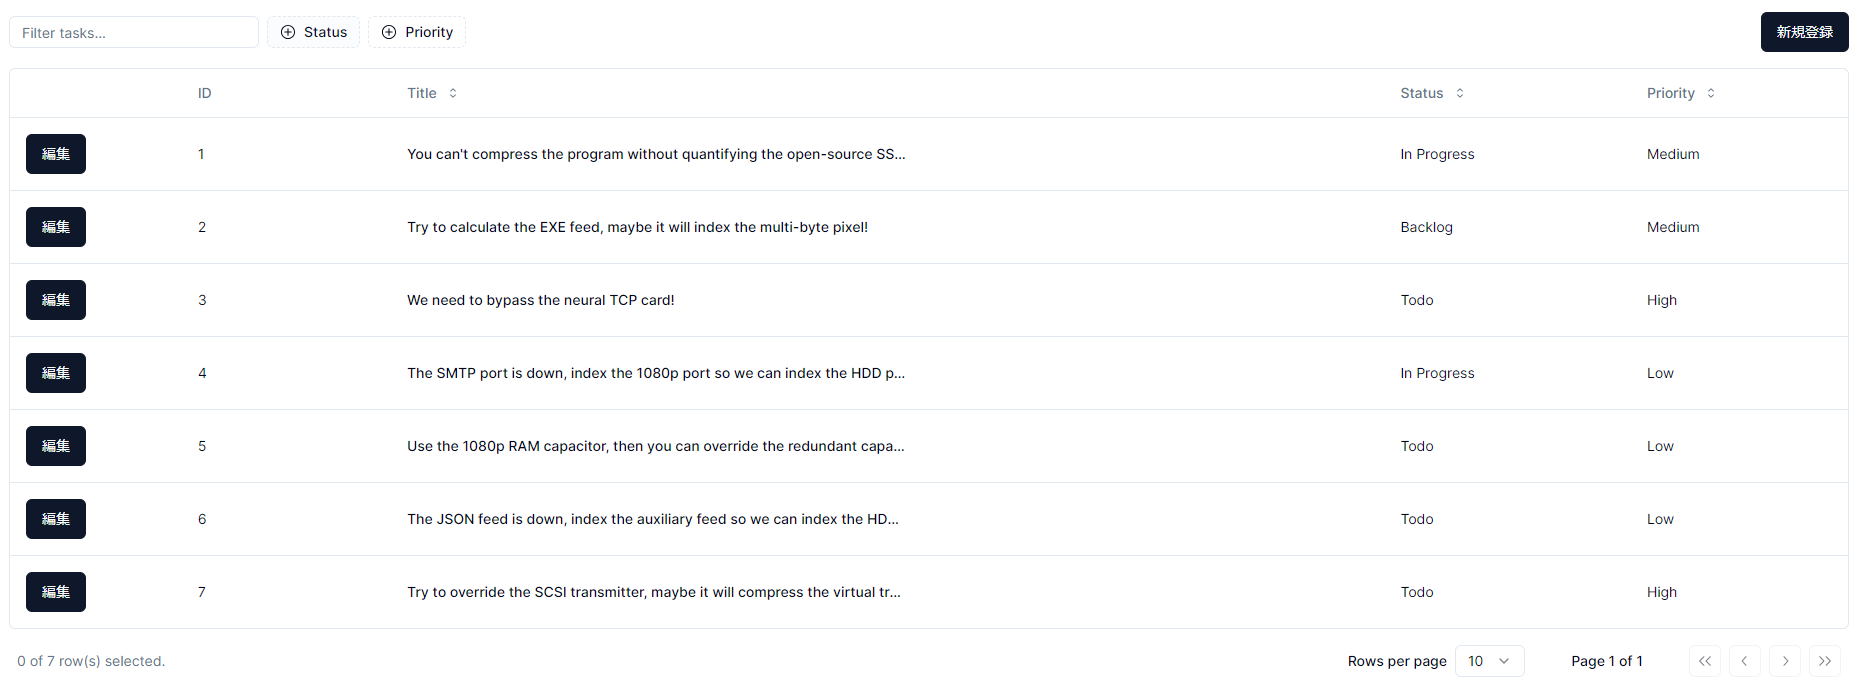 Filter tasks...
Status
Priority
新規登録
ID Title Status Priority
編集 1 You can't compress the program without quantifying the open-source SS... In Progress Medium
編集 2 Try to calculate the EXE feed, maybe it will index the multi-byte pixel! Backlog Medium
編集 3 We need to bypass the neural TCP card! Todo High
編集 4 The SMTP port is down, index the 1080p port so we can index the HDD p... In Progress Low
編集 5 Use the 1080p RAM capacitor, then you can override the redundant capa... Todo Low
編集 6 The JSON feed is down, index the auxiliary feed so we can index the HD... Todo Low
編集 7 Try to override the SCSI transmitter, maybe it will compress the virtual tr... Todo High
0 of 7 row(s) selected.
Rows per page 10
Page 1 of 1